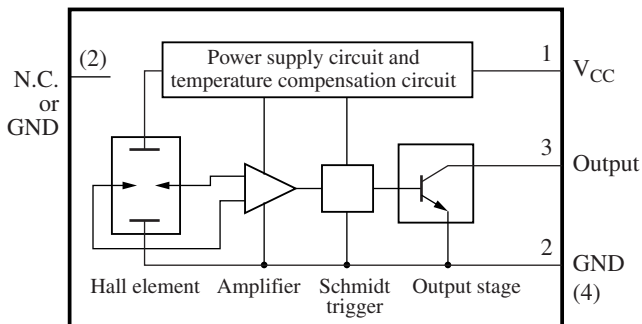 Power supply circuit and
temperature compensation circuit
(2)
N.C.
or
GND
1
V_CC
3
Output
2
GND
(4)
Hall element
Amplifier
Schmidt
trigger
Output stage